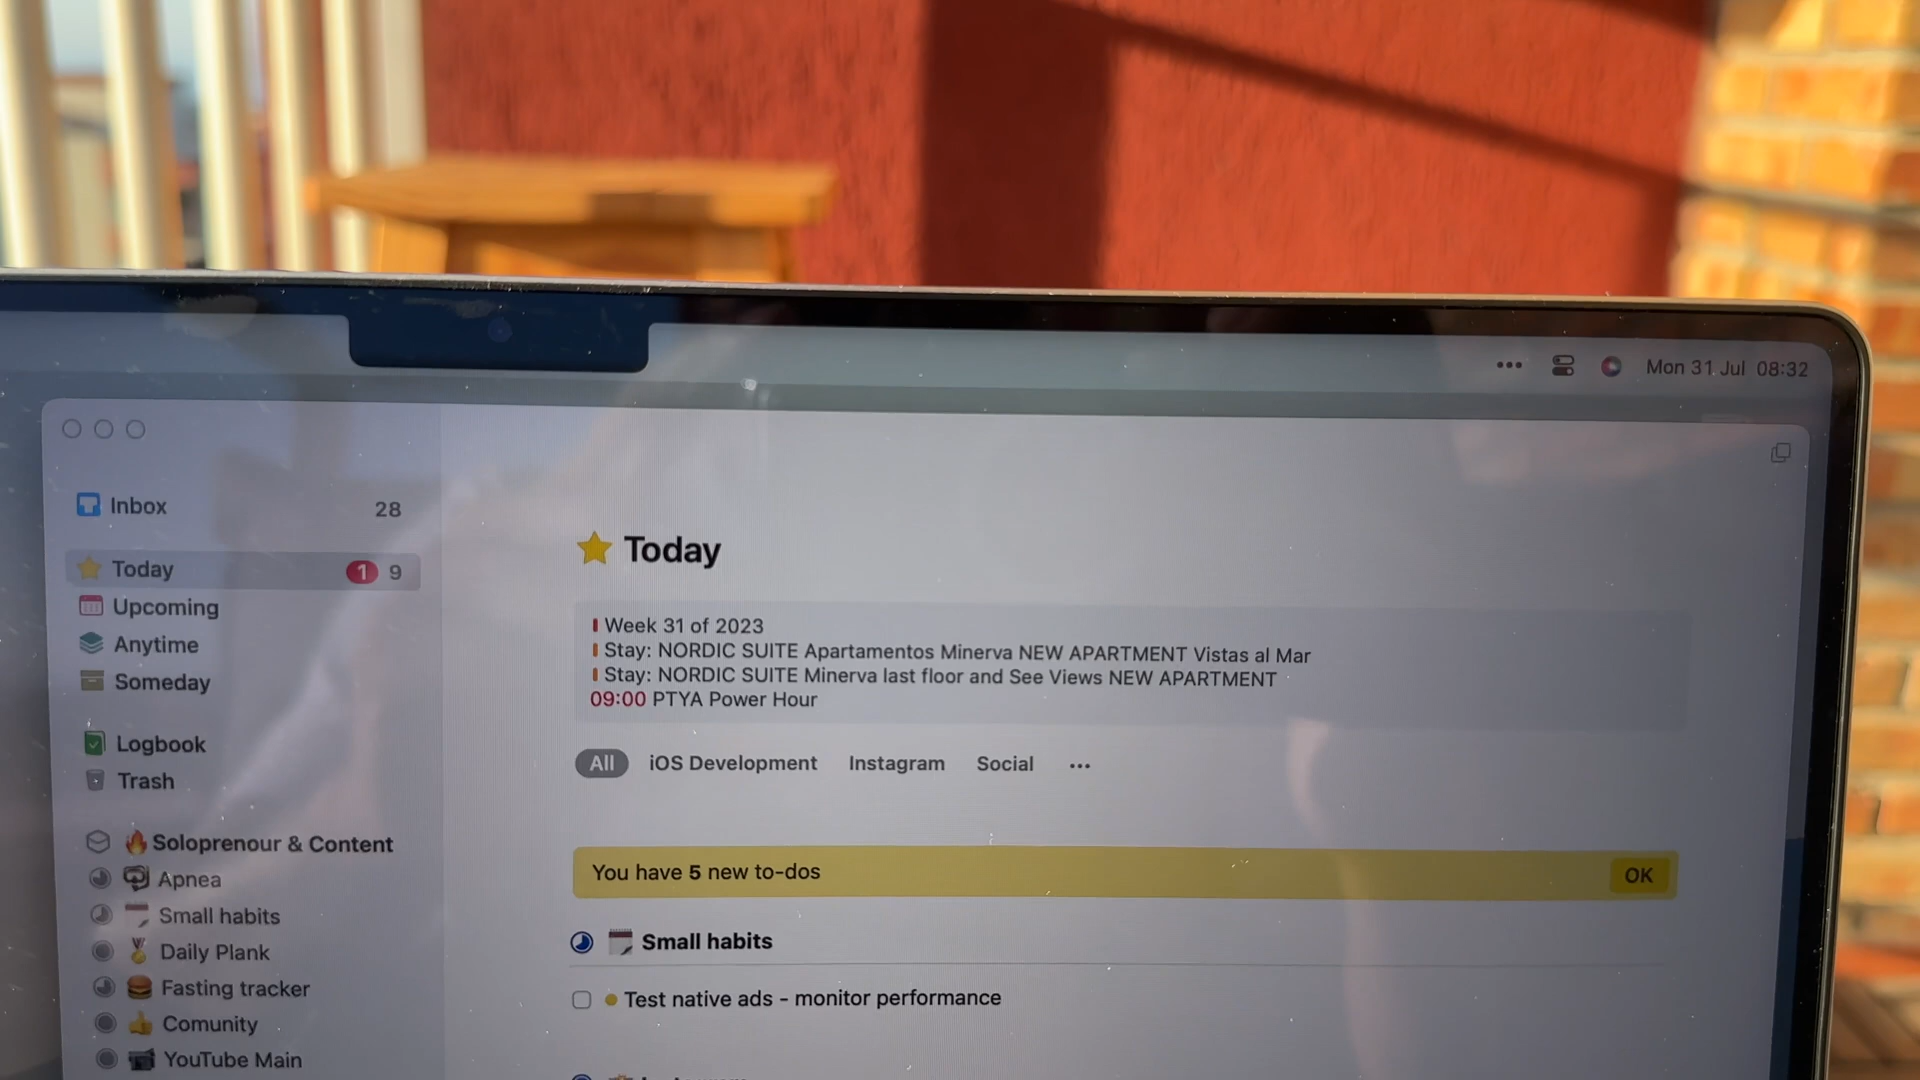 Mon 31 Jul 08:32
Inbox 28
Today 1 9
Upcoming
Anytime
Someday
Logbook
Trash
Soloprenour & Content
Apnea
Small habits
Daily Plank
Fasting tracker
Comunity
YouTube Main
Today
Week 31 of 2023
Stay: NORDIC SUITE Apartamentos Minerva NEW APARTMENT Vistas al Mar
Stay: NORDIC SUITE Minerva last floor and See Views NEW APARTMENT
09:00 PTYA Power Hour
All iOS Development Instagram Social ...
You have 5 new to-dos OK
Small habits
Test native ads - monitor performance